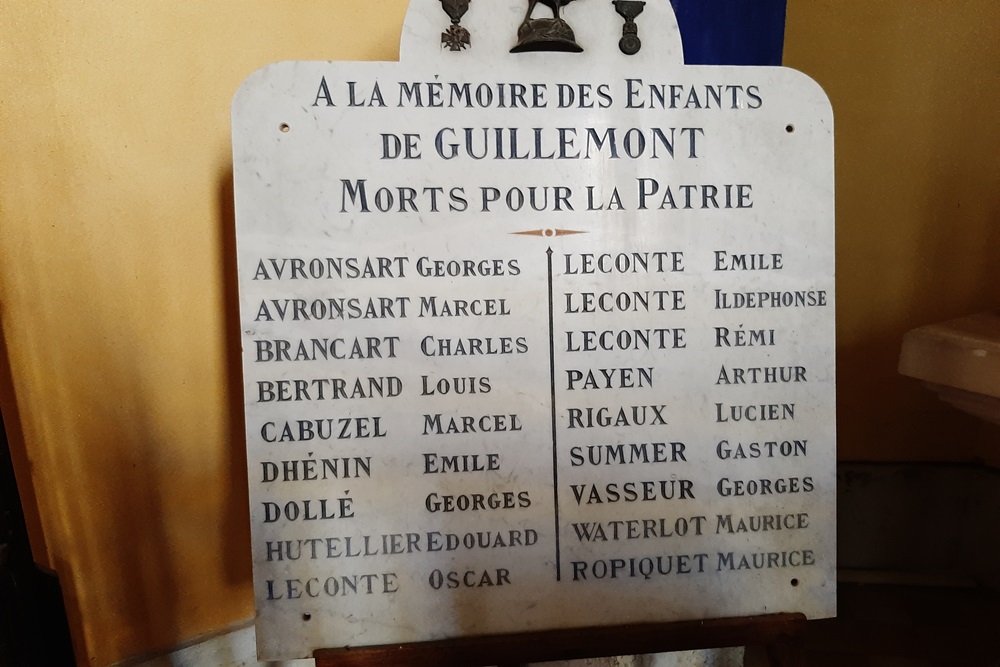 A LA MÉMOIRE DES ENFANTS
DE GUILLEMONT
MORTS POUR LA PATRIE
AVRONSART GEORGES
AVRONSART MARCEL
BRANCART CHARLES
BERTRAND LOUIS
CABUZEL MARCEL
DHÉNIN EMILE
DOLLÉ GEORGES
HUTELLIER EDOUARD
LECONTE OSCAR
LECONTE EMILE
LECONTE ILDEPHONSE
LECONTE RÉMI
PAYEN ARTHUR
RIGAUX LUCIEN
SUMMER GASTON
VASSEUR GEORGES
WATERLOT MAURICE
ROPIQUET MAURICE